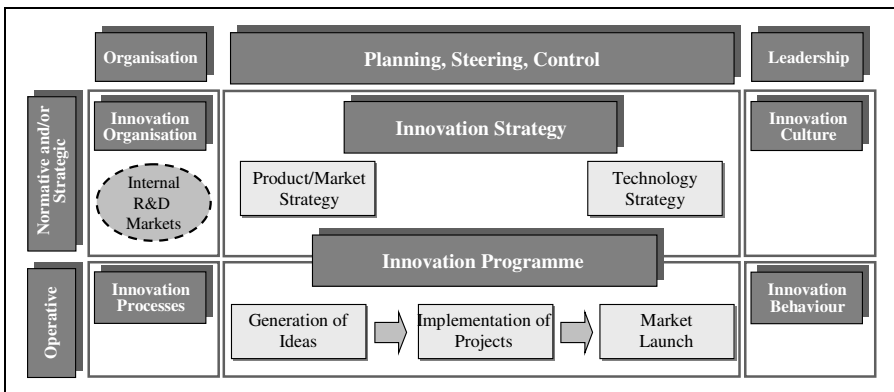 Organisation
Planning, Steering, Control
Leadership
Normative and/or
Strategic
Innovation
Organisation
Internal
R&D
Markets
Innovation Strategy
Product/Market
Strategy
Technology
Strategy
Innovation
Culture
Innovation Programme
Operative
Innovation
Processes
Generation of
Ideas
Implementation of
Projects
Market
Launch
Innovation
Behaviour